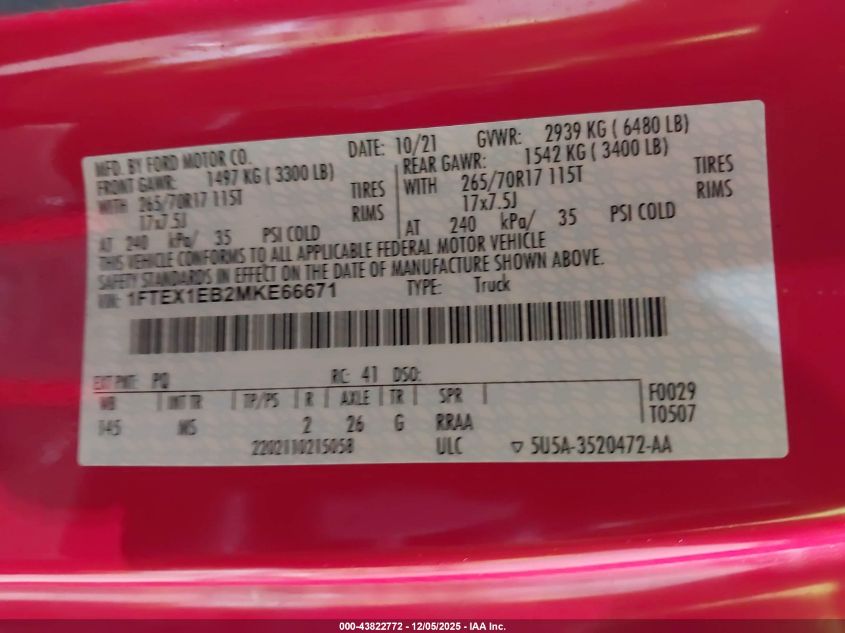 MFD. BY FORD MOTOR CO. DATE: 10/21 GVWR: 2939 KG ( 6480 LB)
FRONT GAWR: 1497 KG ( 3300 LB) REAR GAWR: 1542 KG ( 3400 LB)
WITH 265/70R17 115T TIRES WITH 265/70R17 115T TIRES
17x7.5J RIMS 17x7.5J RIMS
AT 240 kPa/ 35 PSI COLD AT 240 kPa/ 35 PSI COLD
THIS VEHICLE CONFORMS TO ALL APPLICABLE FEDERAL MOTOR VEHICLE
SAFETY STANDARDS IN EFFECT ON THE DATE OF MANUFACTURE SHOWN ABOVE.
VIN: 1FTEX1EB2MKE66671 TYPE: Truck
EXT PNT: PQ RC: 41 DSO:
WB INT TR TP/PS R AXLE TR SPR F0029
145 MS 2 26 G RRAA T0507
2202110215058 ULC 5U5A-3520472-AA
000-43822772 - 12/05/2025 - IAA Inc.